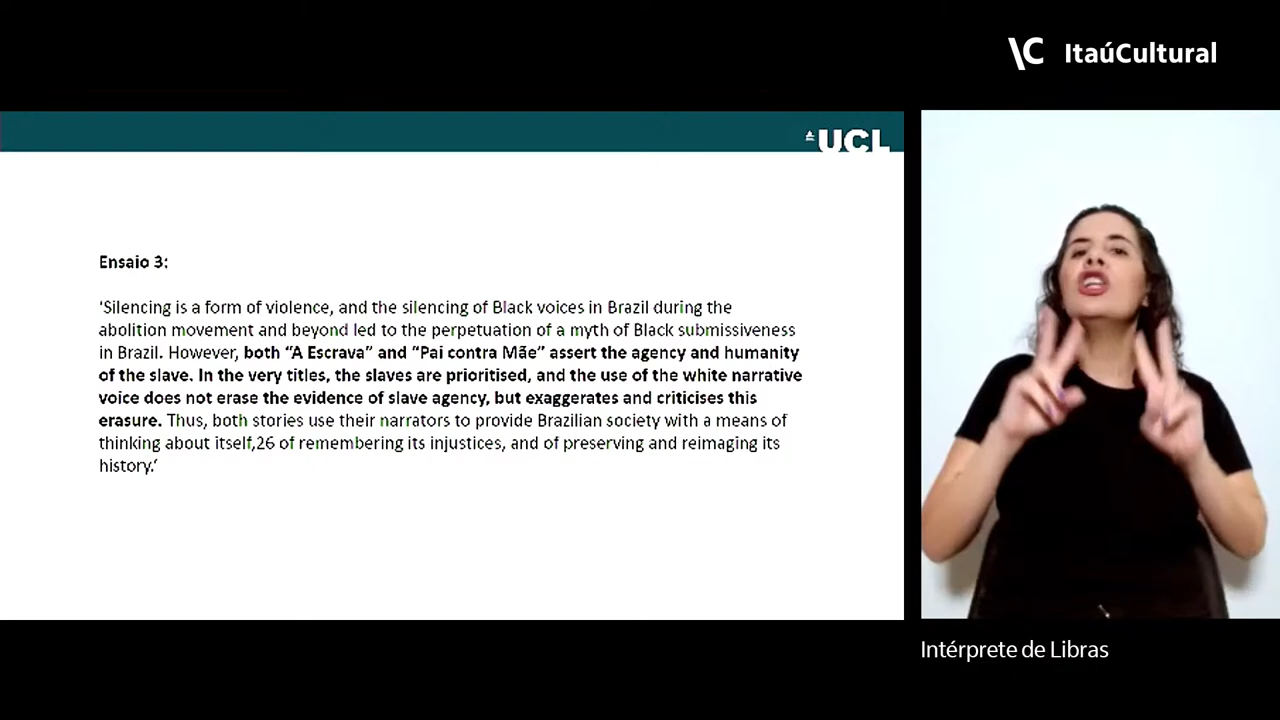 \C ItaúCultural
UCL
Ensaio 3:
‘Silencing is a form of violence, and the silencing of Black voices in Brazil during the
abolition movement and beyond led to the perpetuation of a myth of Black submissiveness
in Brazil. However, both “A Escrava” and “Pai contra Mãe” assert the agency and humanity
of the slave. In the very titles, the slaves are prioritised, and the use of the white narrative
voice does not erase the evidence of slave agency, but exaggerates and criticises this
erasure. Thus, both stories use their narrators to provide Brazilian society with a means of
thinking about itself,26 of remembering its injustices, and of preserving and reimaging its
history.’
Intérprete de Libras